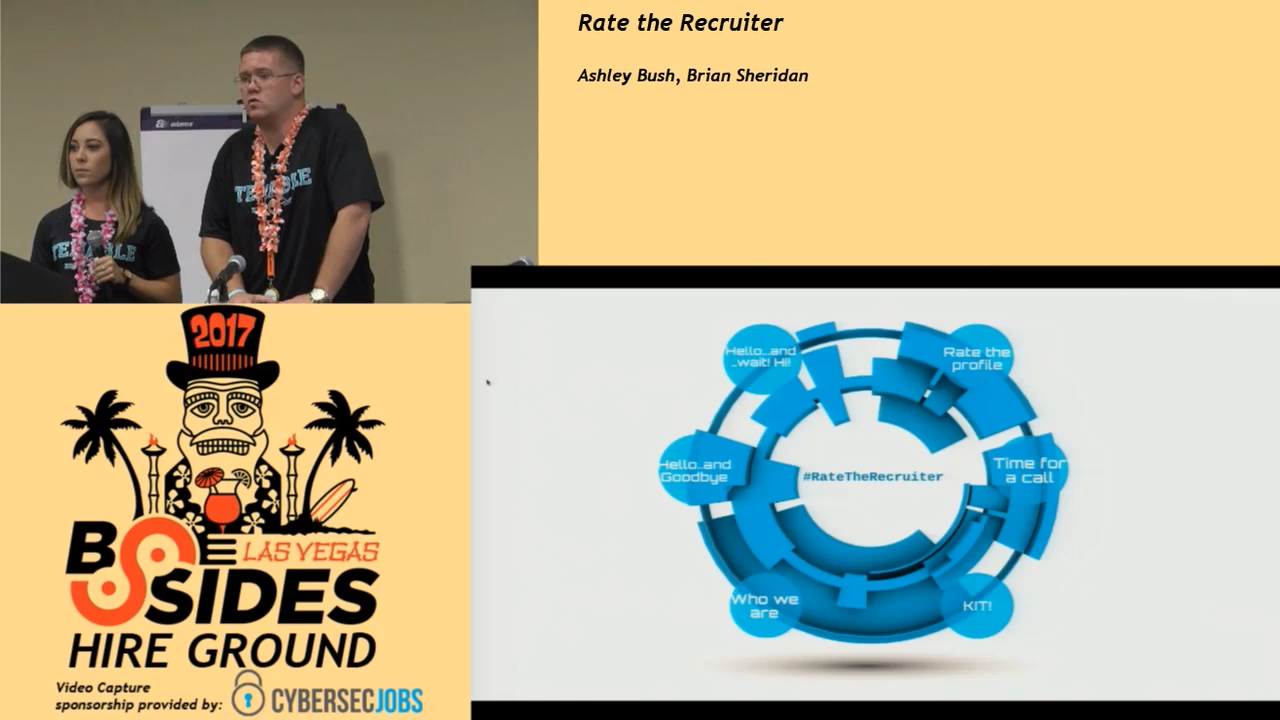 Rate the Recruiter
Ashley Bush, Brian Sheridan
adama
2017
BSIDES
LAS VEGAS
HIRE GROUND
Video Capture
sponsorship provided by:
CYBERSECJOBS
Hello...and
..wait! Hi!
Rate the
profile
Hello..and
Goodbye
#RateTheRecruiter
Time for
a call
Who we
are
KIT!